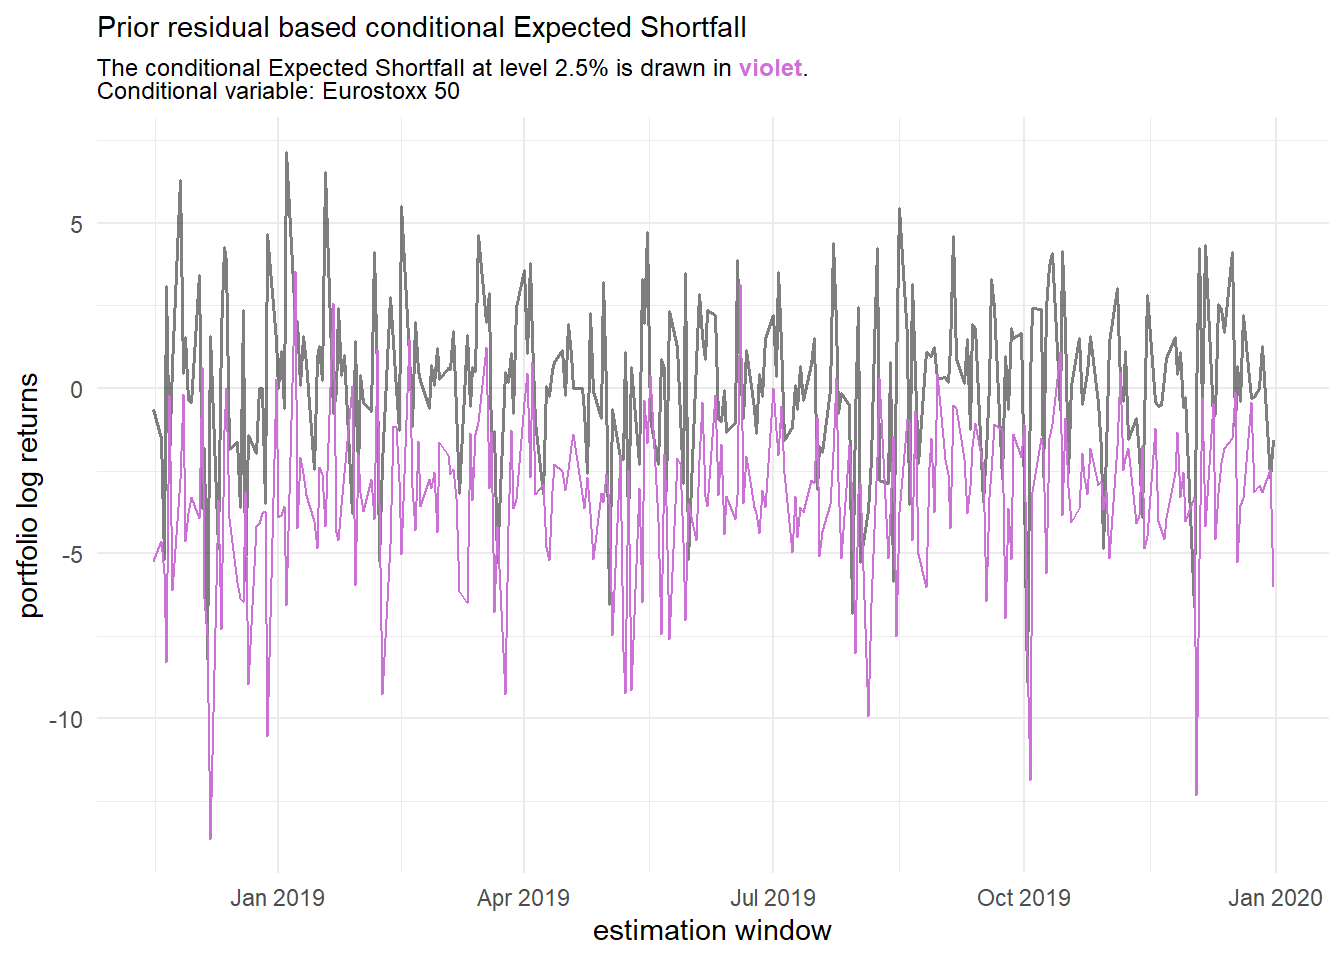 Prior residual based conditional Expected Shortfall
The conditional Expected Shortfall at level 2.5% is drawn in violet.
Conditional variable: Eurostoxx 50
portfolio log returns
5
0
-5
-10
Jan 2019
Apr 2019
Jul 2019
Oct 2019
Jan 2020
estimation window